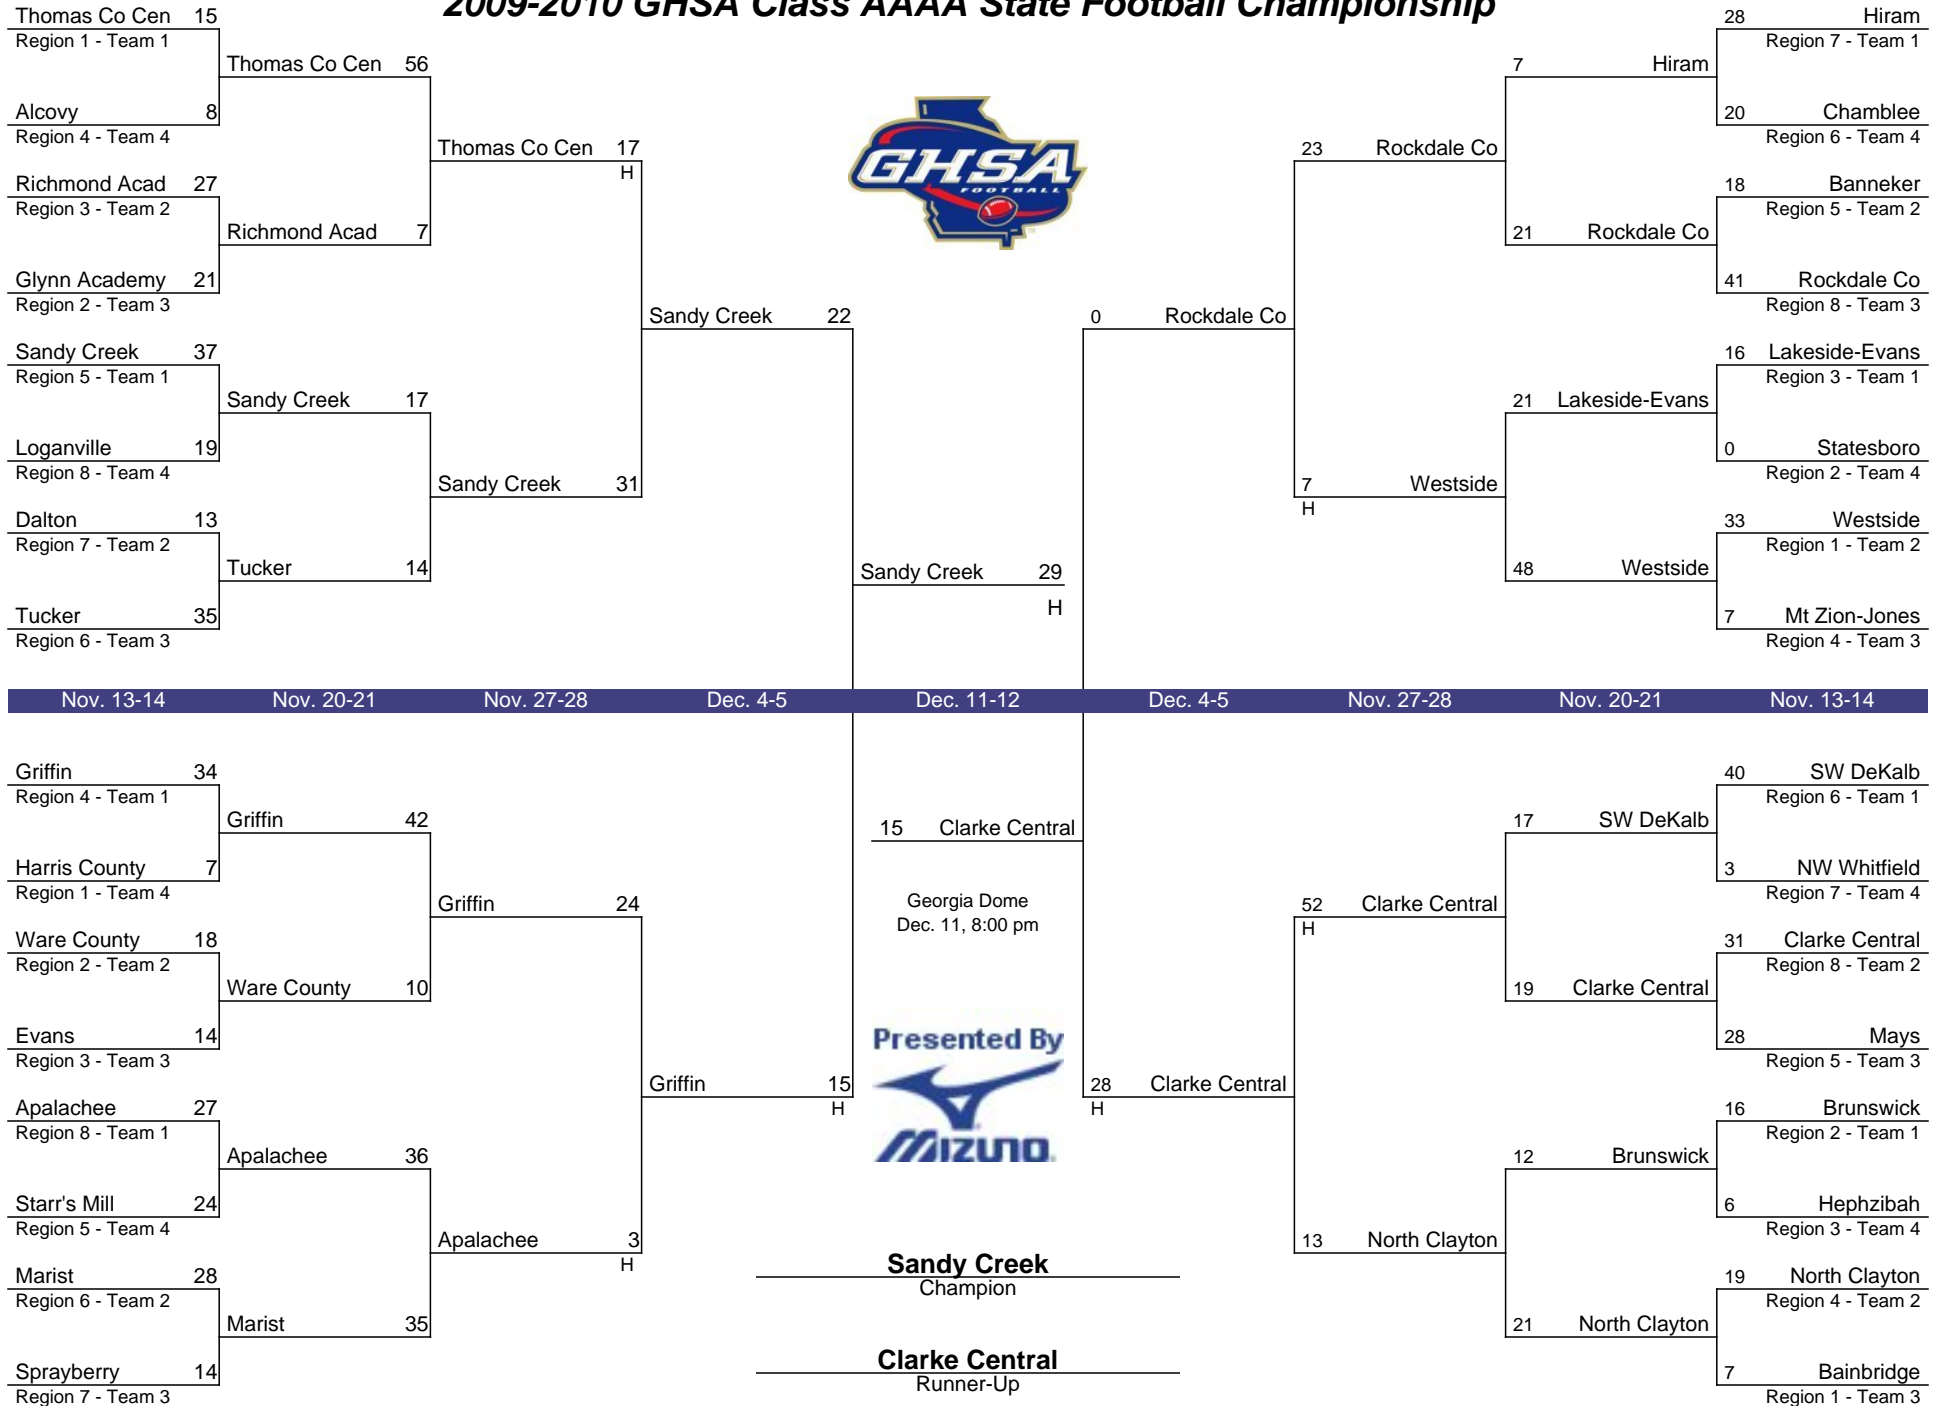 2009-2010 GHSA Class AAAA State Football Championship
Thomas Co Cen 15
Region 1 - Team 1
Alcovy 8
Region 4 - Team 4
Richmond Acad 27
Region 3 - Team 2
Glynn Academy 21
Region 2 - Team 3
Sandy Creek 37
Region 5 - Team 1
Loganville 19
Region 8 - Team 4
Dalton 13
Region 7 - Team 2
Tucker 35
Region 6 - Team 3
Thomas Co Cen 56
Richmond Acad 7
Sandy Creek 17
Tucker 14
Thomas Co Cen 17
H
Sandy Creek 31
Sandy Creek 22
GHSA
FOOTBALL
Sandy Creek 29
H
0 Rockdale Co
23 Rockdale Co
7 Westside
H
7 Hiram
21 Rockdale Co
21 Lakeside-Evans
48 Westside
28 Hiram
Region 7 - Team 1
20 Chamblee
Region 6 - Team 4
18 Banneker
Region 5 - Team 2
41 Rockdale Co
Region 8 - Team 3
16 Lakeside-Evans
Region 3 - Team 1
0 Statesboro
Region 2 - Team 4
33 Westside
Region 1 - Team 2
7 Mt Zion-Jones
Region 4 - Team 3
Nov. 13-14 Nov. 20-21 Nov. 27-28 Dec. 4-5 Dec. 11-12 Dec. 4-5 Nov. 27-28 Nov. 20-21 Nov. 13-14
Griffin 34
Region 4 - Team 1
Harris County 7
Region 1 - Team 4
Ware County 18
Region 2 - Team 2
Evans 14
Region 3 - Team 3
Apalachee 27
Region 8 - Team 1
Starr's Mill 24
Region 5 - Team 4
Marist 28
Region 6 - Team 2
Sprayberry 14
Region 7 - Team 3
Griffin 42
Ware County 10
Apalachee 36
Marist 35
Griffin 24
Apalachee 3
H
Griffin 15
H
15 Clarke Central
Georgia Dome
Dec. 11, 8:00 pm
Presented By
MIZUNO
Sandy Creek
Champion
Clarke Central
Runner-Up
28 Clarke Central
H
52 Clarke Central
H
13 North Clayton
17 SW DeKalb
19 Clarke Central
12 Brunswick
21 North Clayton
40 SW DeKalb
Region 6 - Team 1
3 NW Whitfield
Region 7 - Team 4
31 Clarke Central
Region 8 - Team 2
28 Mays
Region 5 - Team 3
16 Brunswick
Region 2 - Team 1
6 Hephzibah
Region 3 - Team 4
19 North Clayton
Region 4 - Team 2
7 Bainbridge
Region 1 - Team 3